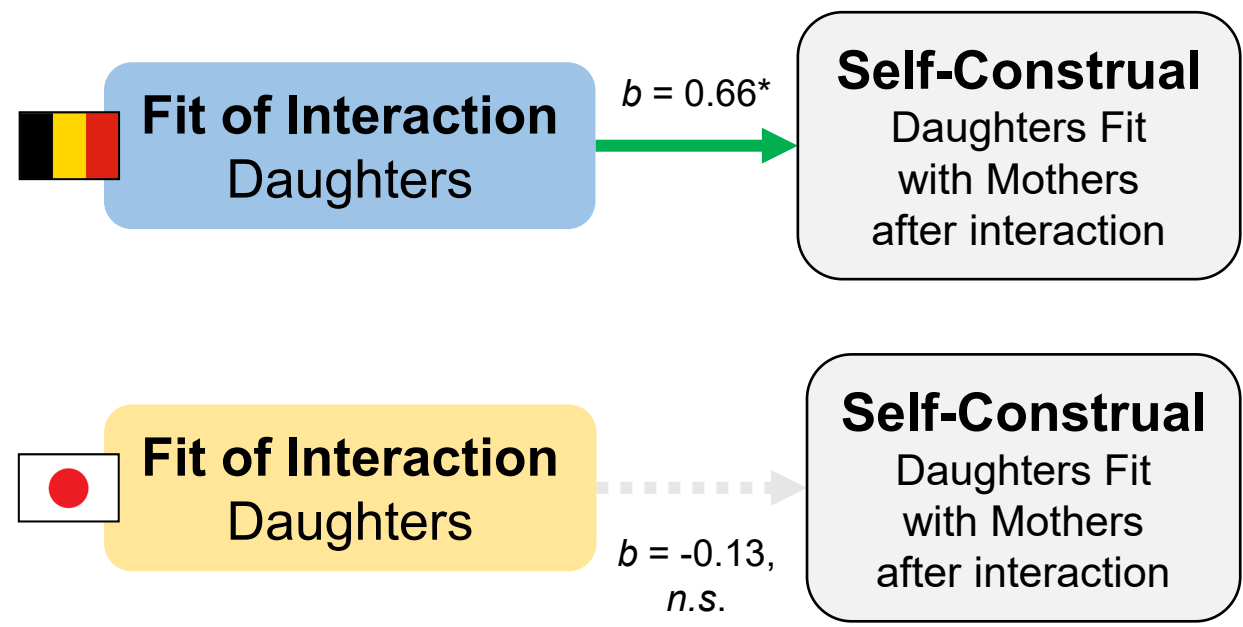 Fit of Interaction
Daughters
b = 0.66*
Self-Construal
Daughters Fit
with Mothers
after interaction
Fit of Interaction
Daughters
b = -0.13,
n.s.
Self-Construal
Daughters Fit
with Mothers
after interaction